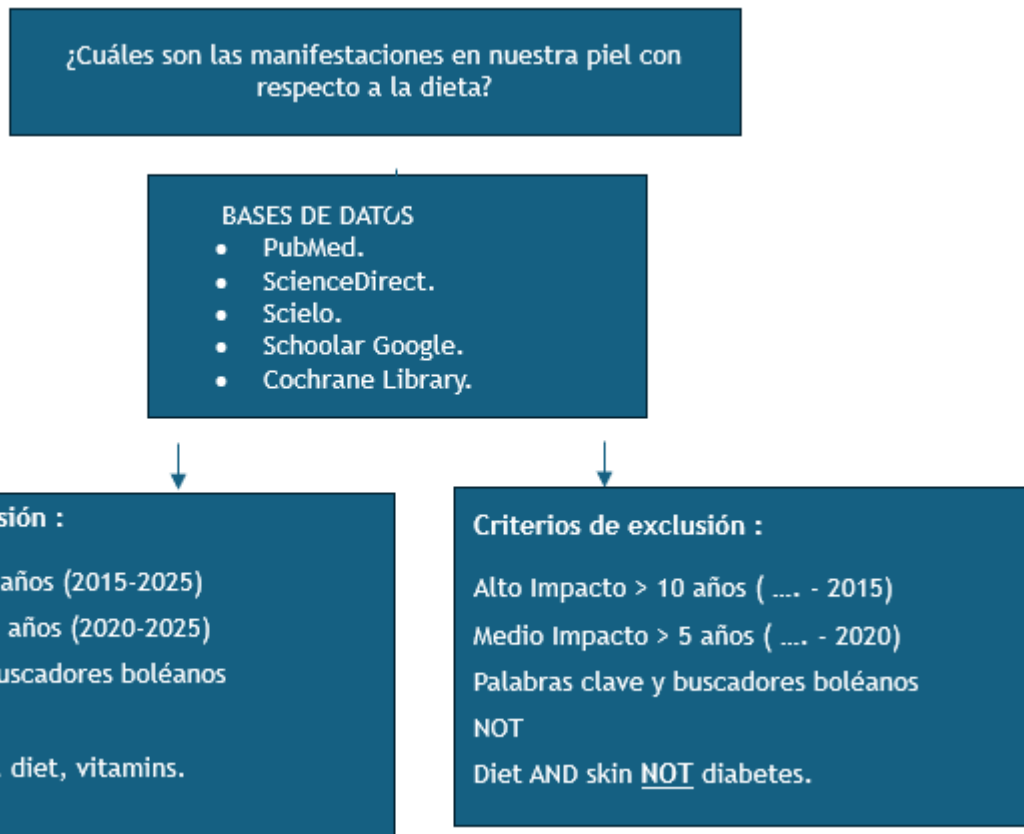 ¿Cuáles son las manifestaciones en nuestra piel con
respecto a la dieta?
BASES DE DATOS
• PubMed.
• ScienceDirect.
• Scielo.
• Schoolar Google.
• Cochrane Library.
sión :
años (2015-2025)
años (2020-2025)
uscadores boléanos
diet, vitamins.
Criterios de exclusión :
Alto Impacto > 10 años ( .... - 2015)
Medio Impacto > 5 años ( .... - 2020)
Palabras clave y buscadores boléanos
NOT
Diet AND skin NOT diabetes.